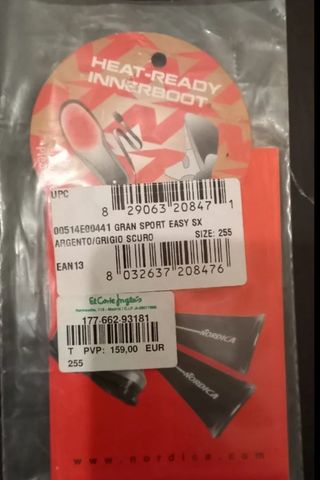 HEAT-READY
INNERBOOT
UPC
8 29063 20847 1
00514E00441 GRAN SPORT EASY SX
ARGENTO/GRIGIO SCURO SIZE: 255
EAN13
8 032637 208476
El Corte Inglés
177-662-93181
T PVP: 159,00 EUR
255
NORDICA
NORDICA
www.nordica.com